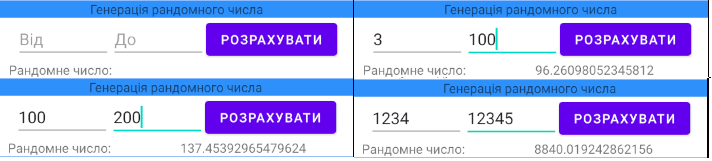 Генерація рандомного числа
Від До РОЗРАХУВАТИ
Рандомне число:
Генерація рандомного числа
3 100 РОЗРАХУВАТИ
Рандомне число: 96.26098052345812
Генерація рандомного числа
100 200 РОЗРАХУВАТИ
Рандомне число: 137.45392965479624
Генерація рандомного числа
1234 12345 РОЗРАХУВАТИ
Рандомне число: 8840.019242862156